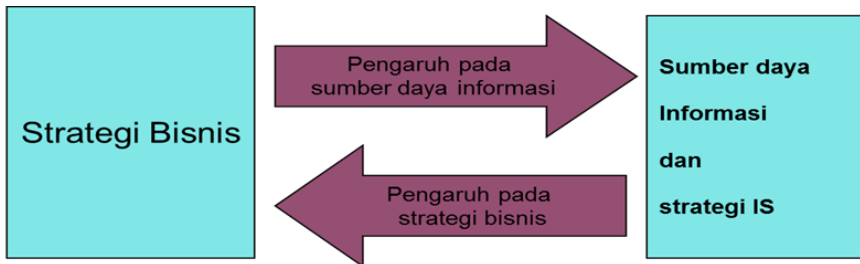 Strategi Bisnis
Pengaruh pada
sumber daya informasi
Pengaruh pada
strategi bisnis
Sumber daya
Informasi
dan
strategi IS